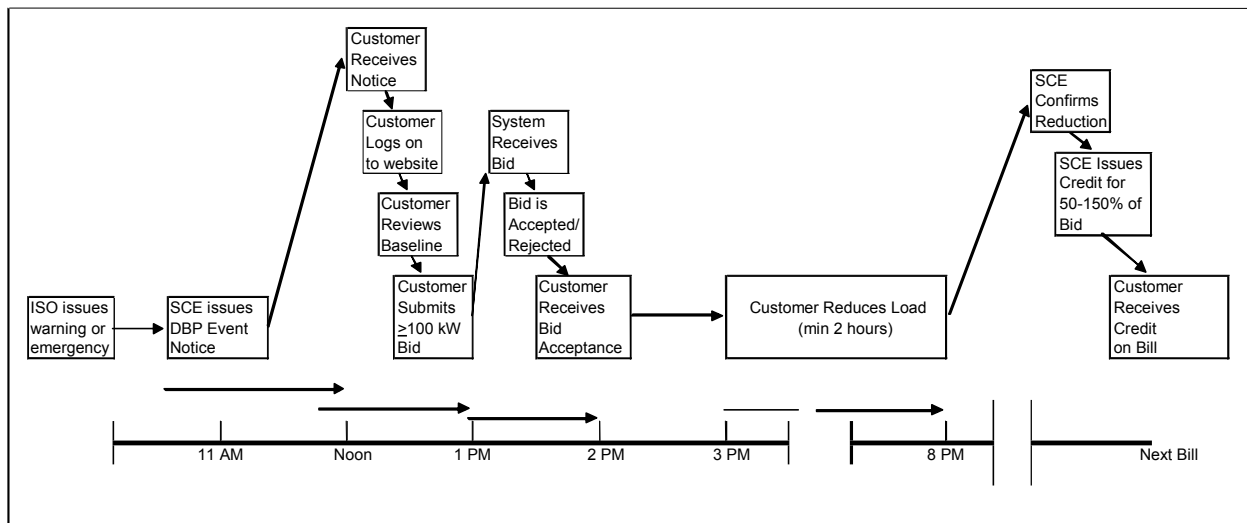 ISO issues
warning or
emergency
SCE issues
DBP Event
Notice
Customer
Receives
Notice
Customer
Logs on
to website
Customer
Reviews
Baseline
Customer
Submits
≥100 kW
Bid
System
Receives
Bid
Bid is
Accepted/
Rejected
Customer
Receives
Bid
Acceptance
Customer Reduces Load
(min 2 hours)
SCE
Confirms
Reduction
SCE Issues
Credit for
50-150% of
Bid
Customer
Receives
Credit
on Bill
11 AM
Noon
1 PM
2 PM
3 PM
8 PM
Next Bill